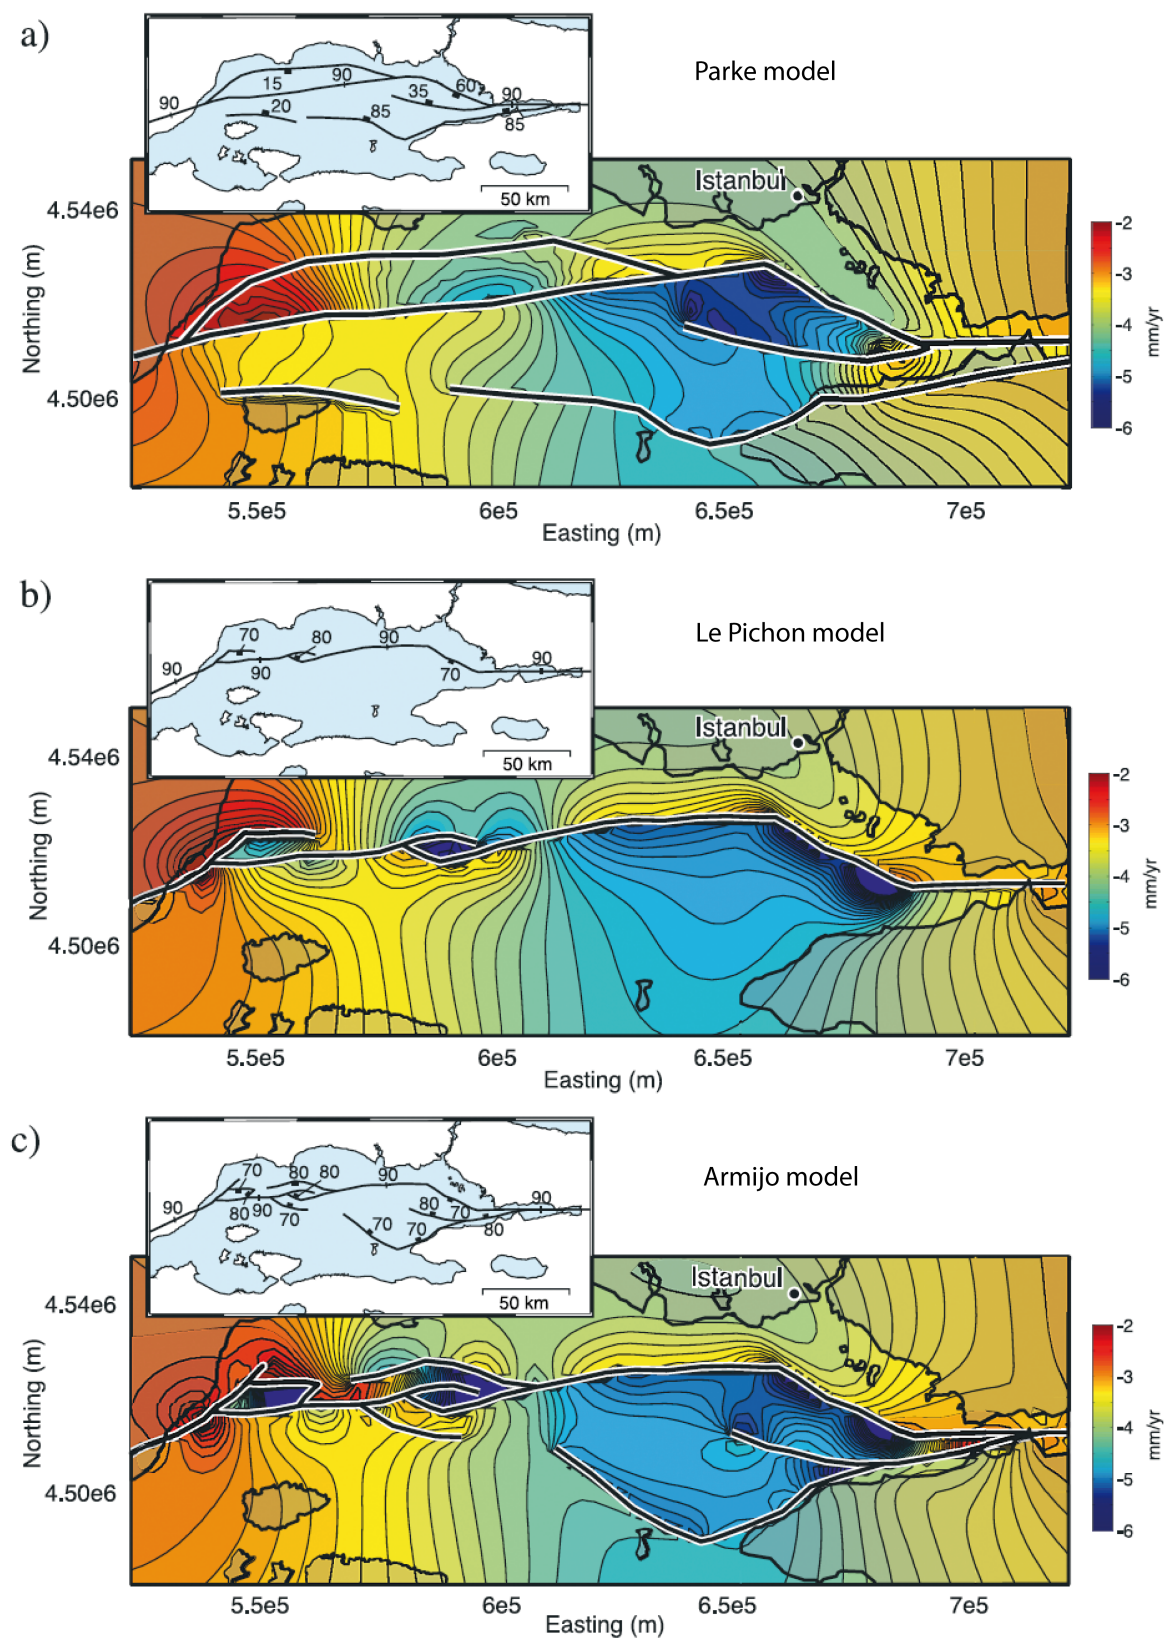 a)
Parke model
15
90
90
20
35
60
90
85
85
50 km
Istanbul
4.54e6
4.50e6
Northing (m)
5.5e5
6e5
6.5e5
7e5
Easting (m)
-2
-3
-4
-5
-6
mm/yr
b)
Le Pichon model
70
80
90
90
90
70
90
50 km
Istanbul
4.54e6
4.50e6
Northing (m)
5.5e5
6e5
6.5e5
7e5
Easting (m)
-2
-3
-4
-5
-6
mm/yr
c)
Armijo model
70
80
80
90
90
80
90
70
70
70
80
70
80
90
50 km
Istanbul
4.54e6
4.50e6
Northing (m)
5.5e5
6e5
6.5e5
7e5
Easting (m)
-2
-3
-4
-5
-6
mm/yr